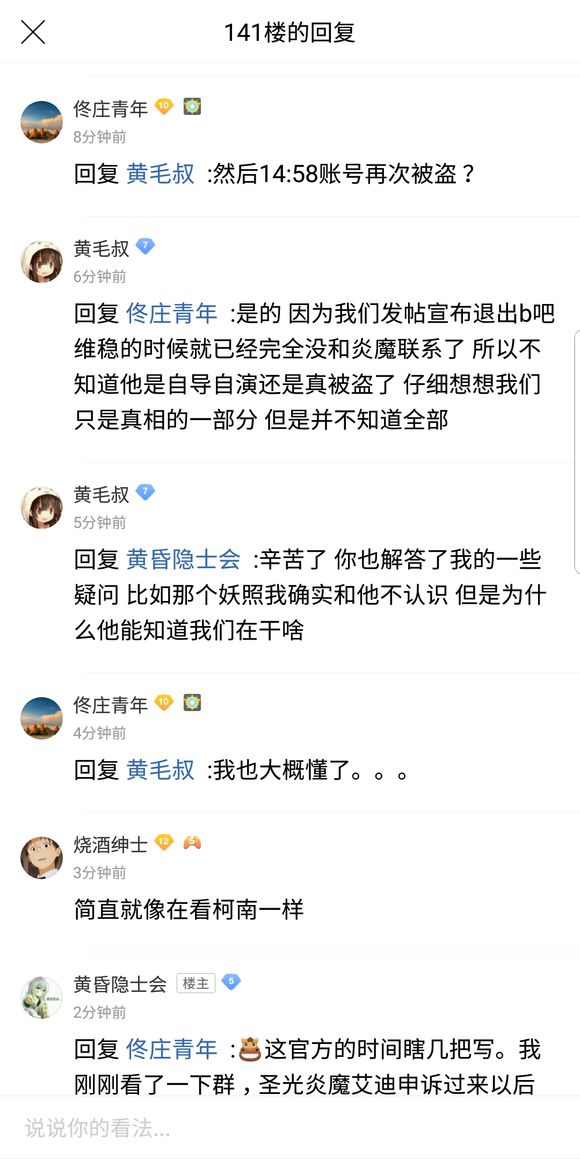 141楼的回复
佟庄青年 10
8分钟前
回复 黄毛叔 :然后14:58账号再次被盗？
黄毛叔 7
6分钟前
回复 佟庄青年 :是的 因为我们发帖宣布退出b吧
维稳的时候就已经完全没和炎魔联系了 所以不
知道他是自导自演还是真被盗了 仔细想想我们
只是真相的一部分 但是并不知道全部
黄毛叔 7
5分钟前
回复 黄昏隐士会 :辛苦了 你也解答了我的一些
疑问 比如那个妖照我确实和他不认识 但是为什
么他能知道我们在干啥
佟庄青年 10
4分钟前
回复 黄毛叔 :我也大概懂了。。。
烧酒绅士 12 5
3分钟前
简直就像在看柯南一样
黄昏隐士会 楼主 5
2分钟前
回复 佟庄青年 :这官方的时间瞎几把写。我
刚刚看了一下群，圣光炎魔艾迪申诉过来以后
说说你的看法...